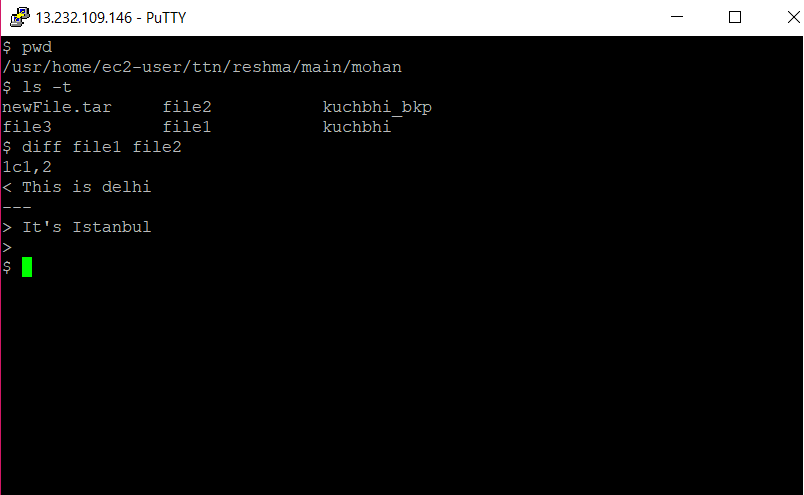 13.232.109.146 - PuTTY
$ pwd
/usr/home/ec2-user/ttn/reshma/main/mohan
$ ls -t
newFile.tar     file2           kuchbhi_bkp
file3           file1           kuchbhi
$ diff file1 file2
1c1,2
< This is delhi
---
> It's Istanbul
>
$